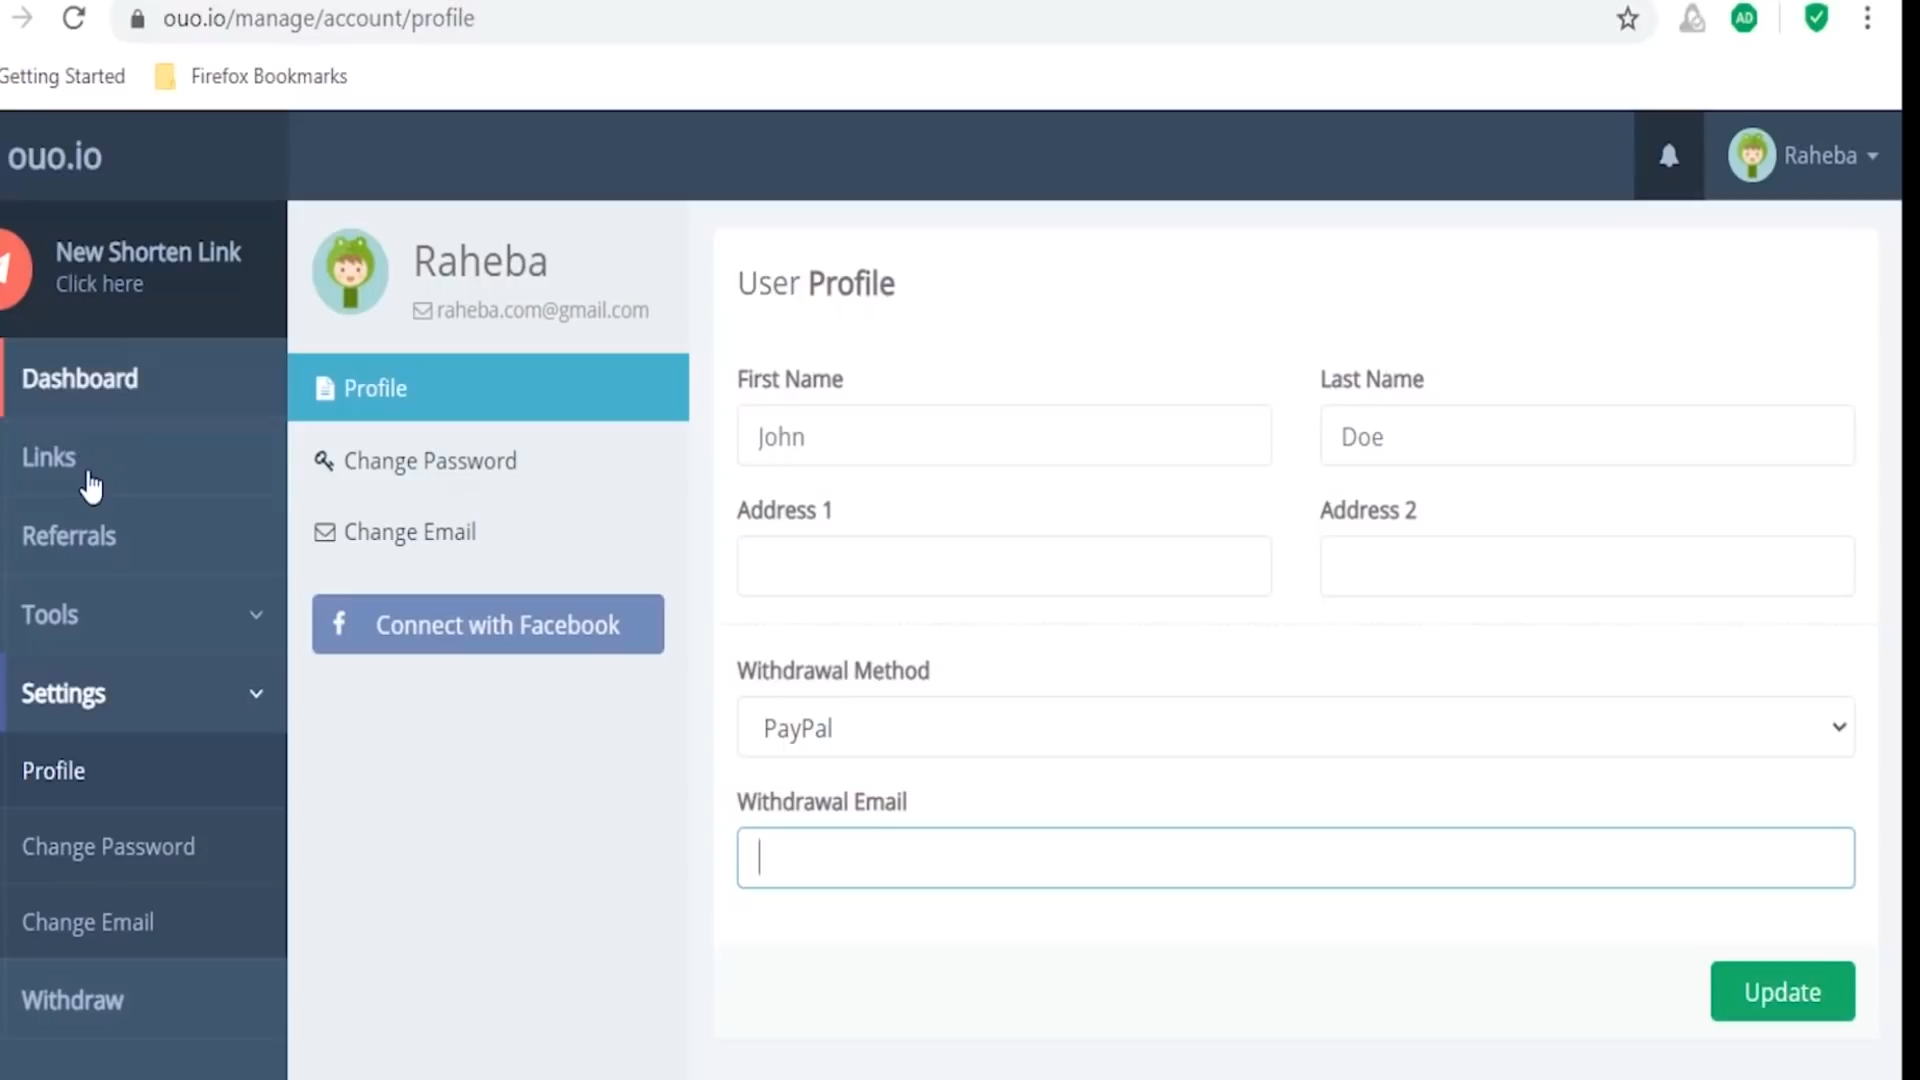 ouo.io/manage/account/profile
AD
Getting Started
Firefox Bookmarks
ouo.io
Raheba
New Shorten Link
Click here
Dashboard
Links
Referrals
Tools
Settings
Profile
Change Password
Change Email
Withdraw
Raheba
raheba.com@gmail.com
Profile
Change Password
Change Email
f Connect with Facebook
User Profile
First Name
Last Name
John
Doe
Address 1
Address 2
Withdrawal Method
PayPal
Withdrawal Email
Update